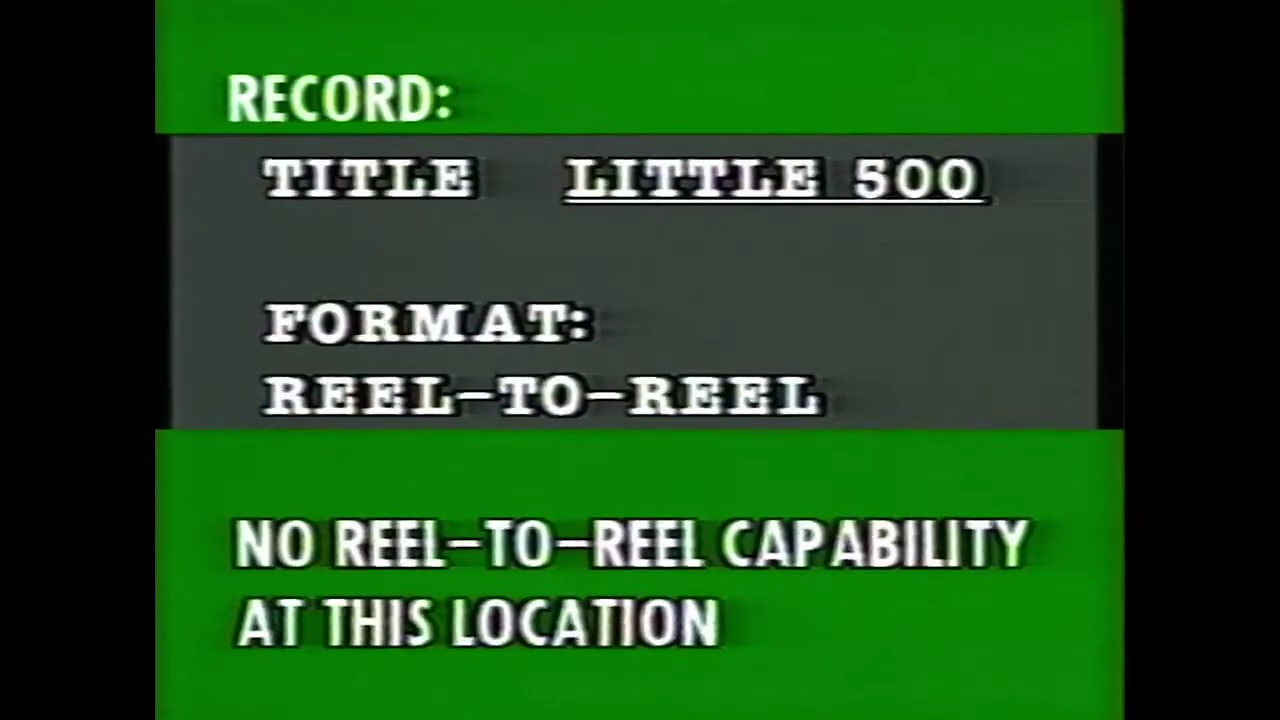 RECORD:
TITLE LITTLE 500
FORMAT:
REEL-TO-REEL
NO REEL-TO-REEL CAPABILITY
AT THIS LOCATION